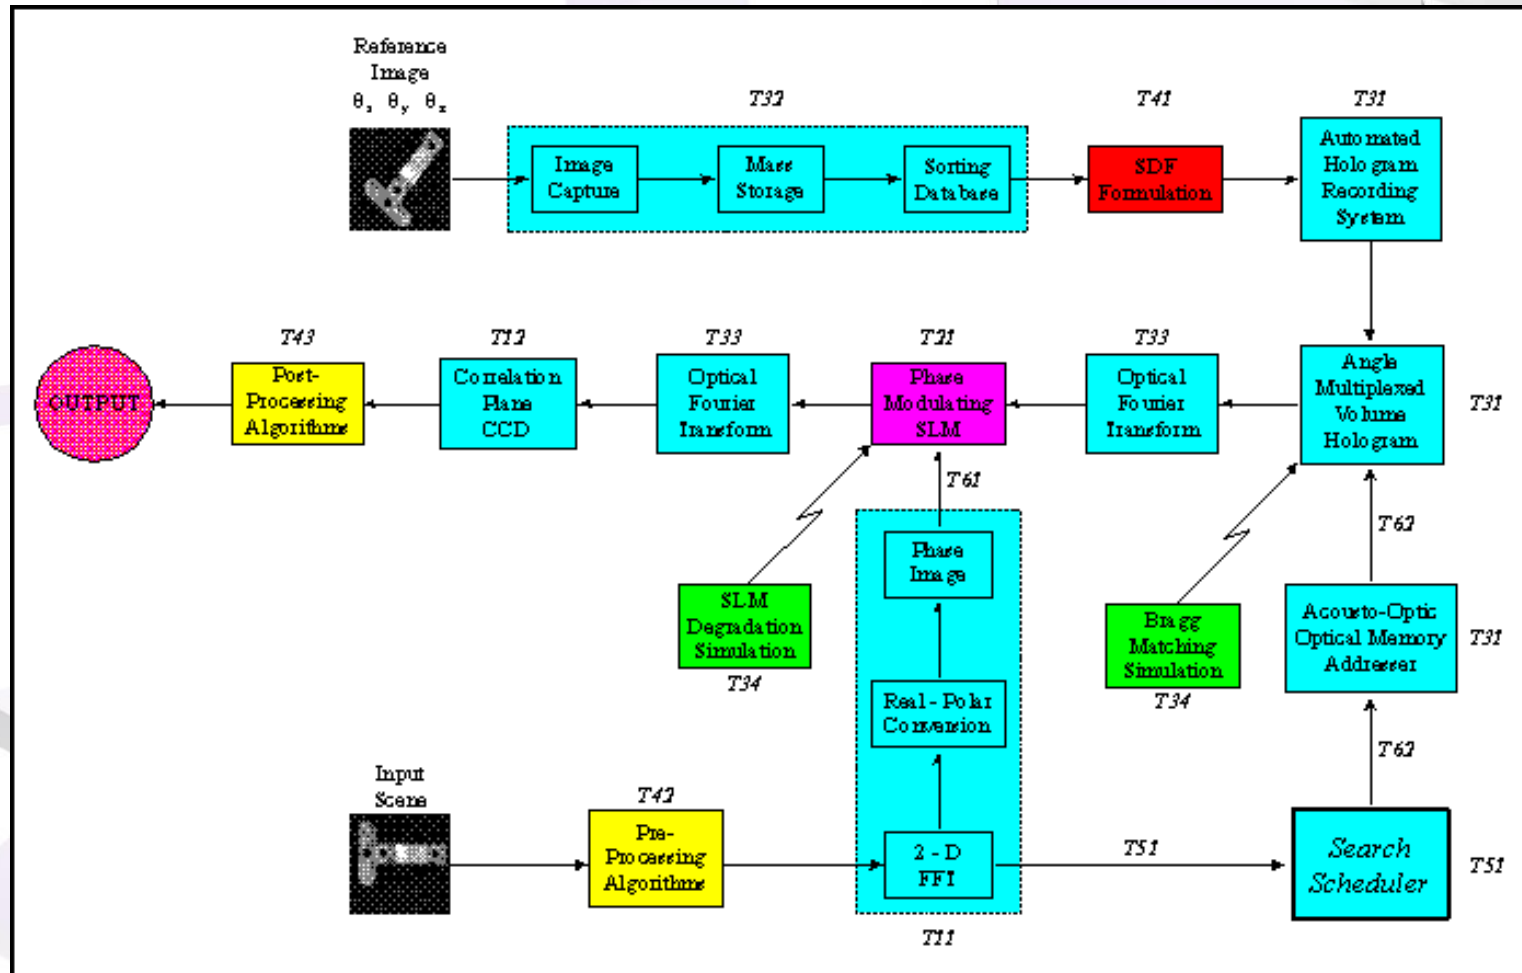 Reference
Image
θx θy θz
T32
T41
T31
Image
Capture
Mass
Storage
Sorting
Database
SDF
Formulation
Automated
Hologram
Recording
System
T43
T12
T33
T21
T33
OUTPUT
Post-
Processing
Algorithms
Correlation
Plane
CCD
Optical
Fourier
Transform
Phase
Modulating
SLM
Optical
Fourier
Transform
Angle
Multiplexed
Volume
Hologram
T31
T61
T62
Phase
Image
SLM
Degradation
Simulation
T34
Bragg
Matching
Simulation
T34
Acousto-Optic
Optical Memory
Addresser
T31
Real - Polar
Conversion
T62
Input
Scene
T42
Pre-
Processing
Algorithms
2 - D
FFT
T51
Search
Scheduler
T51
T11